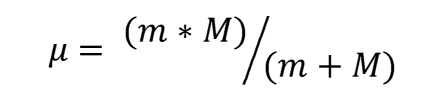 μ = (m * M)/(m + M)